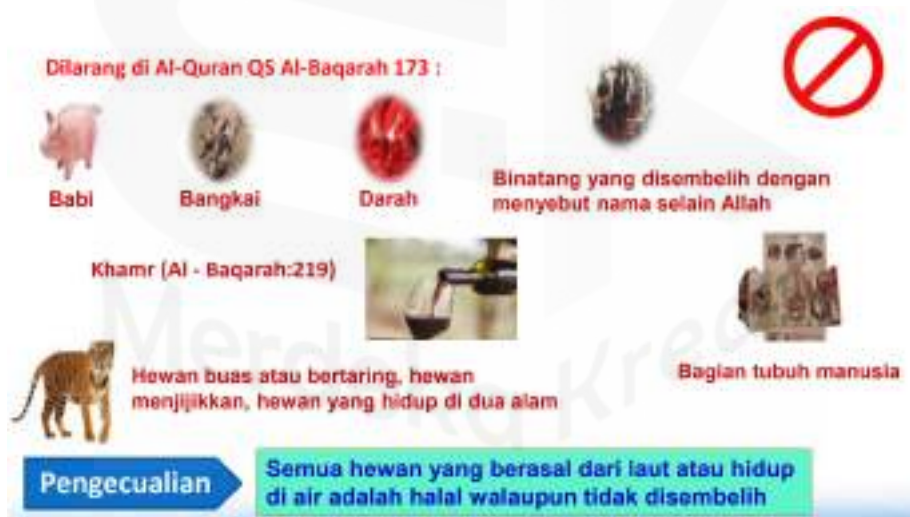 Dilarang di Al-Quran QS Al-Baqarah 173 :
Babi
Bangkai
Darah
Binatang yang disembelih dengan
menyebut nama selain Allah
Khamr (Al - Baqarah:219)
Hewan buas atau bertaring, hewan
menjijikkan, hewan yang hidup di dua alam
Bagian tubuh manusia
Pengecualian
Semua hewan yang berasal dari laut atau hidup
di air adalah halal walaupun tidak disembelih